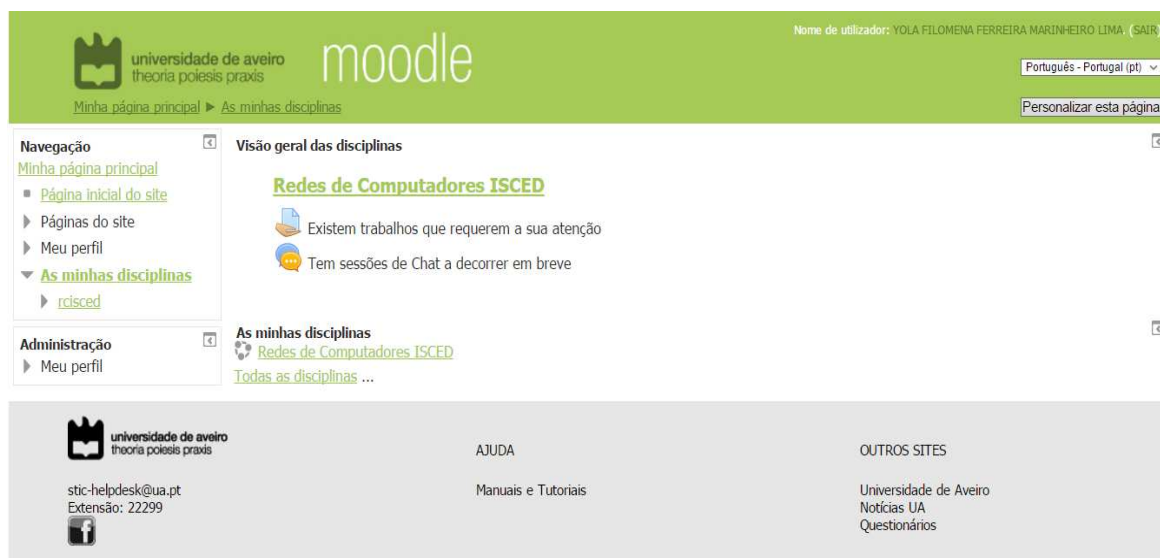 Nome de utilizador: YOLA FILOMENA FERREIRA MARINHEIRO LIMA (SAIR)
universidade de aveiro
theoria poiesis praxis
moodle
Português - Portugal (pt)
Minha página principal ► As minhas disciplinas
Personalizar esta página
Navegação
Minha página principal
Página inicial do site
Páginas do site
Meu perfil
As minhas disciplinas
rcisced
Administração
Meu perfil
Visão geral das disciplinas
Redes de Computadores ISCED
Existem trabalhos que requerem a sua atenção
Tem sessões de Chat a decorrer em breve
As minhas disciplinas
Redes de Computadores ISCED
Todas as disciplinas ...
universidade de aveiro
theoria poiesis praxis
stic-helpdesk@ua.pt
Extensão: 22299
AJUDA
Manuais e Tutoriais
OUTROS SITES
Universidade de Aveiro
Notícias UA
Questionários